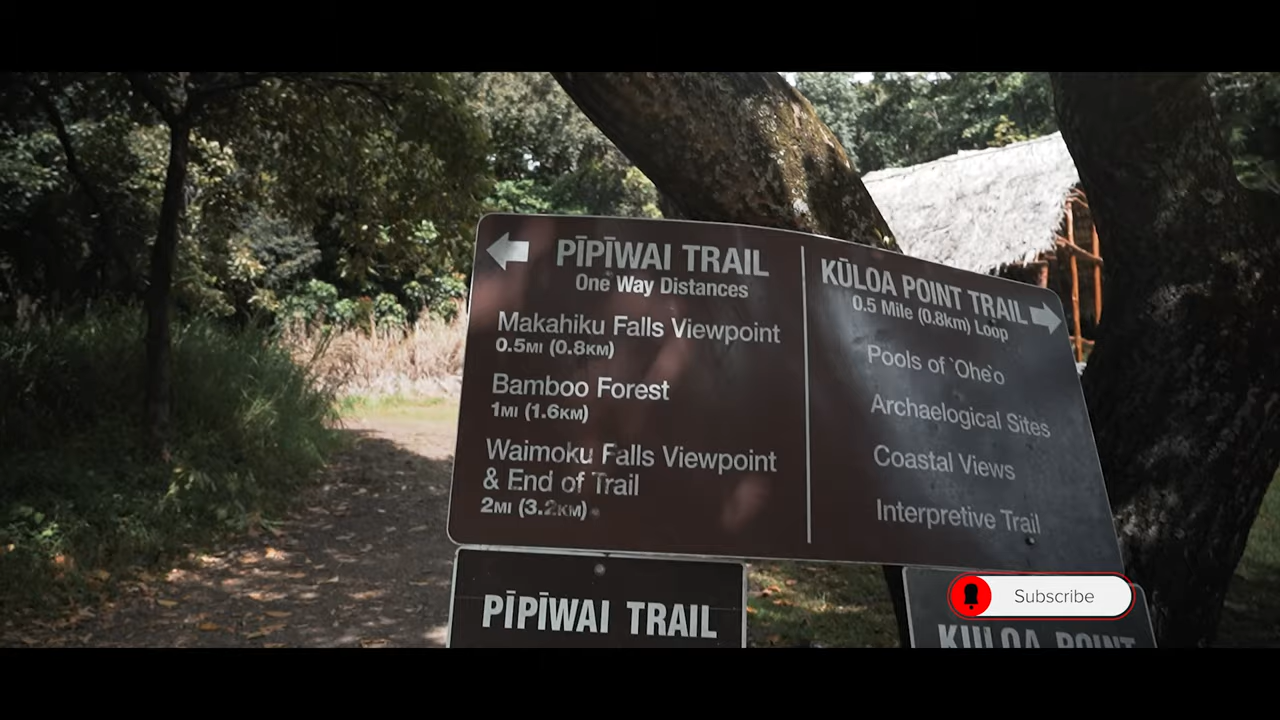 PĪPĪWAI TRAIL
One Way Distances
Makahiku Falls Viewpoint
0.5MI (0.8KM)
Bamboo Forest
1MI (1.6KM)
Waimoku Falls Viewpoint
& End of Trail
2MI (3.2KM)
KŪLOA POINT TRAIL
0.5 Mile (0.8km) Loop
Pools of `Ohe'o
Archaelogical Sites
Coastal Views
Interpretive Trail
PĪPĪWAI TRAIL
KULOA POINT
Subscribe